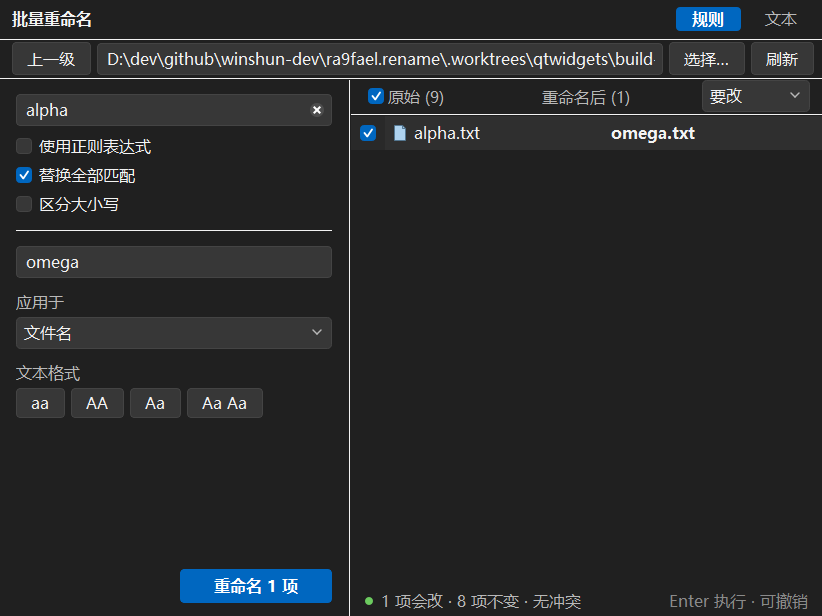 批量重命名 规则 文本
上一级 D:\dev\github\winshun-dev\ra9fael.rename\.worktrees\qtwidgets\build- 选择... 刷新
alpha
使用正则表达式
替换全部匹配
区分大小写
omega
应用于
文件名
文本格式
aa AA Aa Aa Aa
重命名 1 项
原始 (9) 重命名后 (1) 要改
alpha.txt omega.txt
1 项会改 · 8 项不变 · 无冲突 Enter 执行 · 可撤销